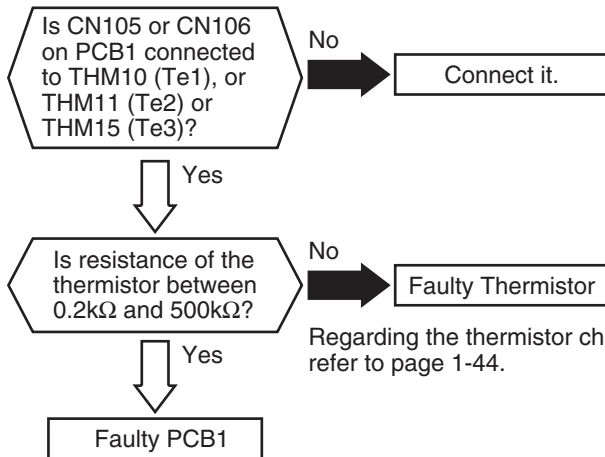 Is CN105 or CN106
on PCB1 connected
to THM10 (Te1), or
THM11 (Te2) or
THM15 (Te3)?
No
Connect it.
Yes
Is resistance of the
thermistor between
0.2kΩ and 500kΩ?
No
Faulty Thermistor
Regarding the thermistor ch
refer to page 1-44.
Yes
Faulty PCB1